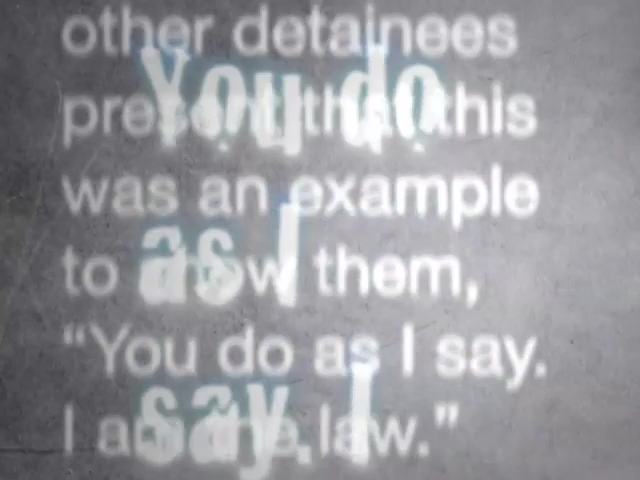 other detainees
present that this
was an example
to show them,
“You do as I say.
I am the law.”
You do
as I
say. I